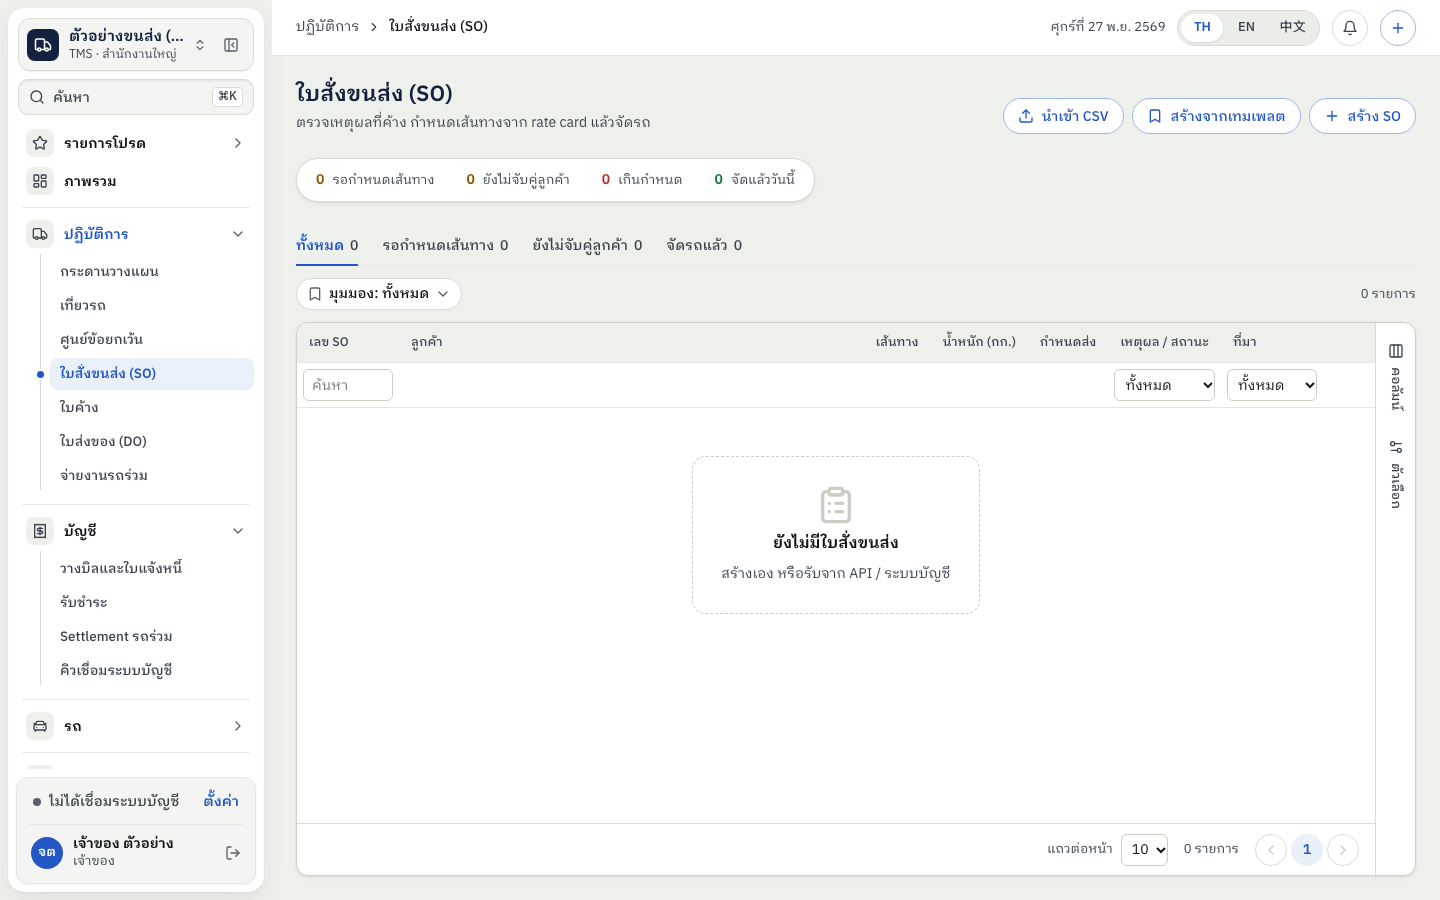 ตัวอย่างขนส่ง (...
TMS · สำนักงานใหญ่
ค้นหา
⌘K
รายการโปรด
ภาพรวม
ปฏิบัติการ
กระดานวางแผน
เที่ยวรถ
ศูนย์ข้อยกเว้น
ใบสั่งขนส่ง (SO)
ใบค้าง
ใบส่งของ (DO)
จ่ายงานรถร่วม
บัญชี
วางบิลและใบแจ้งหนี้
รับชำระ
Settlement รถร่วม
คิวเชื่อมระบบบัญชี
รถ
ไม่ได้เชื่อมระบบบัญชี ตั้งค่า
จต
เจ้าของ ตัวอย่าง
เจ้าของ
ปฏิบัติการ > ใบสั่งขนส่ง (SO)
ศุกร์ที่ 27 พ.ย. 2569
TH EN 中文
ใบสั่งขนส่ง (SO)
ตรวจเหตุผลที่ค้าง กำหนดเส้นทางจาก rate card แล้วจัดรถ
นำเข้า CSV
สร้างจากเทมเพลต
สร้าง SO
0 รอกำหนดเส้นทาง 0 ยังไม่จับคู่ลูกค้า 0 เกินกำหนด 0 จัดแล้ววันนี้
ทั้งหมด 0 รอกำหนดเส้นทาง 0 ยังไม่จับคู่ลูกค้า 0 จัดรถแล้ว 0
มุมมอง: ทั้งหมด
0 รายการ
เลข SO ลูกค้า เส้นทาง น้ำหนัก (กก.) กำหนดส่ง เหตุผล / สถานะ ที่มา
ค้นหา ทั้งหมด ทั้งหมด
คอลัมน์
ตัวเลือก
ยังไม่มีใบสั่งขนส่ง
สร้างเอง หรือรับจาก API / ระบบบัญชี
แถวต่อหน้า 10 0 รายการ 1